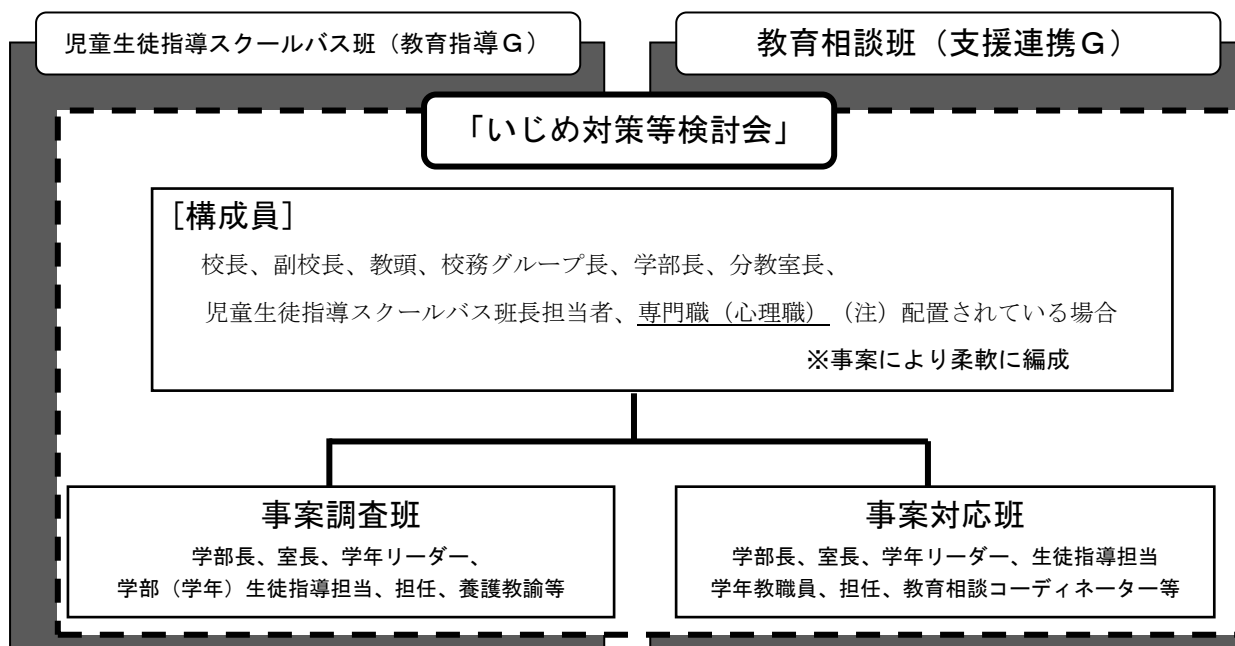 児童生徒指導スクールバス班（教育指導Ｇ）
教育相談班（支援連携Ｇ）
「いじめ対策等検討会」
［構成員］
校長、副校長、教頭、校務グループ長、学部長、分教室長、
児童生徒指導スクールバス班長担当者、専門職（心理職）（注）配置されている場合
※事案により柔軟に編成
事案調査班
学部長、室長、学年リーダー、
学部（学年）生徒指導担当、担任、養護教諭等
事案対応班
学部長、室長、学年リーダー、生徒指導担当
学年教職員、担任、教育相談コーディネーター等